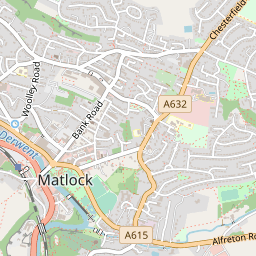 Chesterfield
Woolley Road
A632
Bank Road
Derwent
Matlock
A615
Alfreton Ro